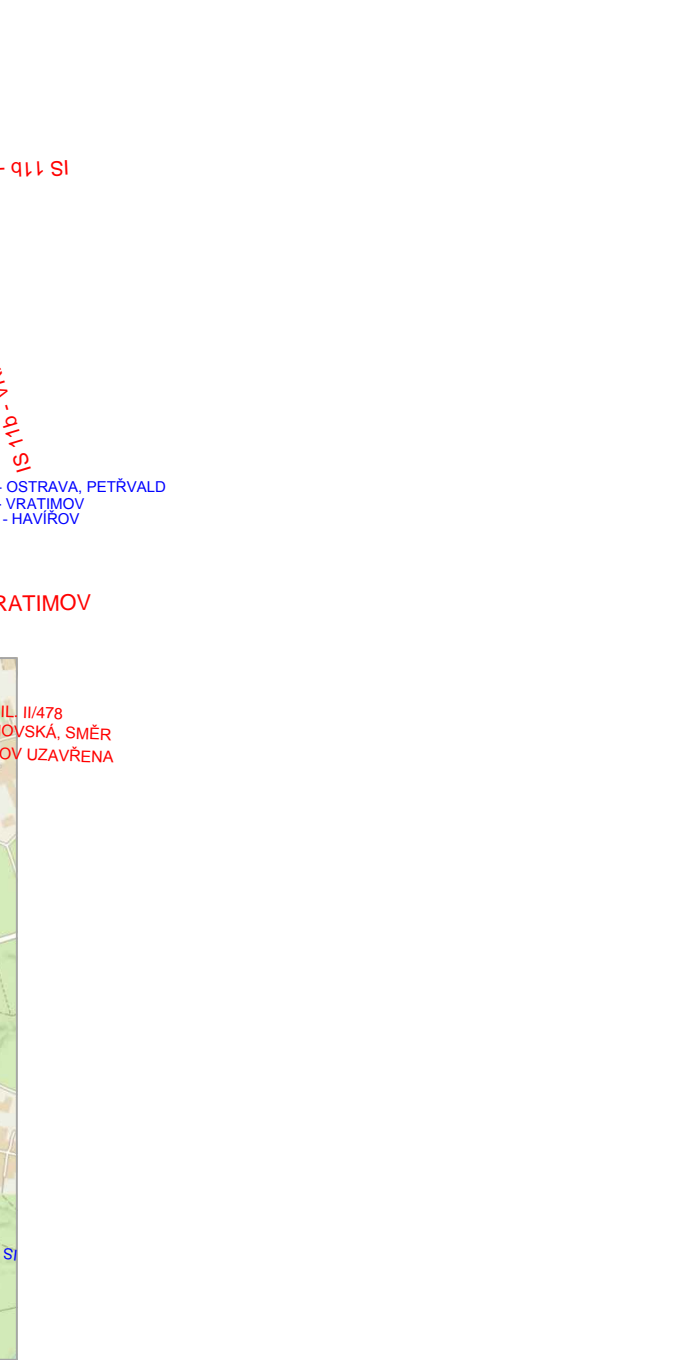 IS 11b -
IS 11b -
- OSTRAVA, PETŘVALD
- VRATIMOV
- HAVÍŘOV
RATIMOV
IL. II/478
OVSKÁ, SMĚR
OV UZAVŘENA